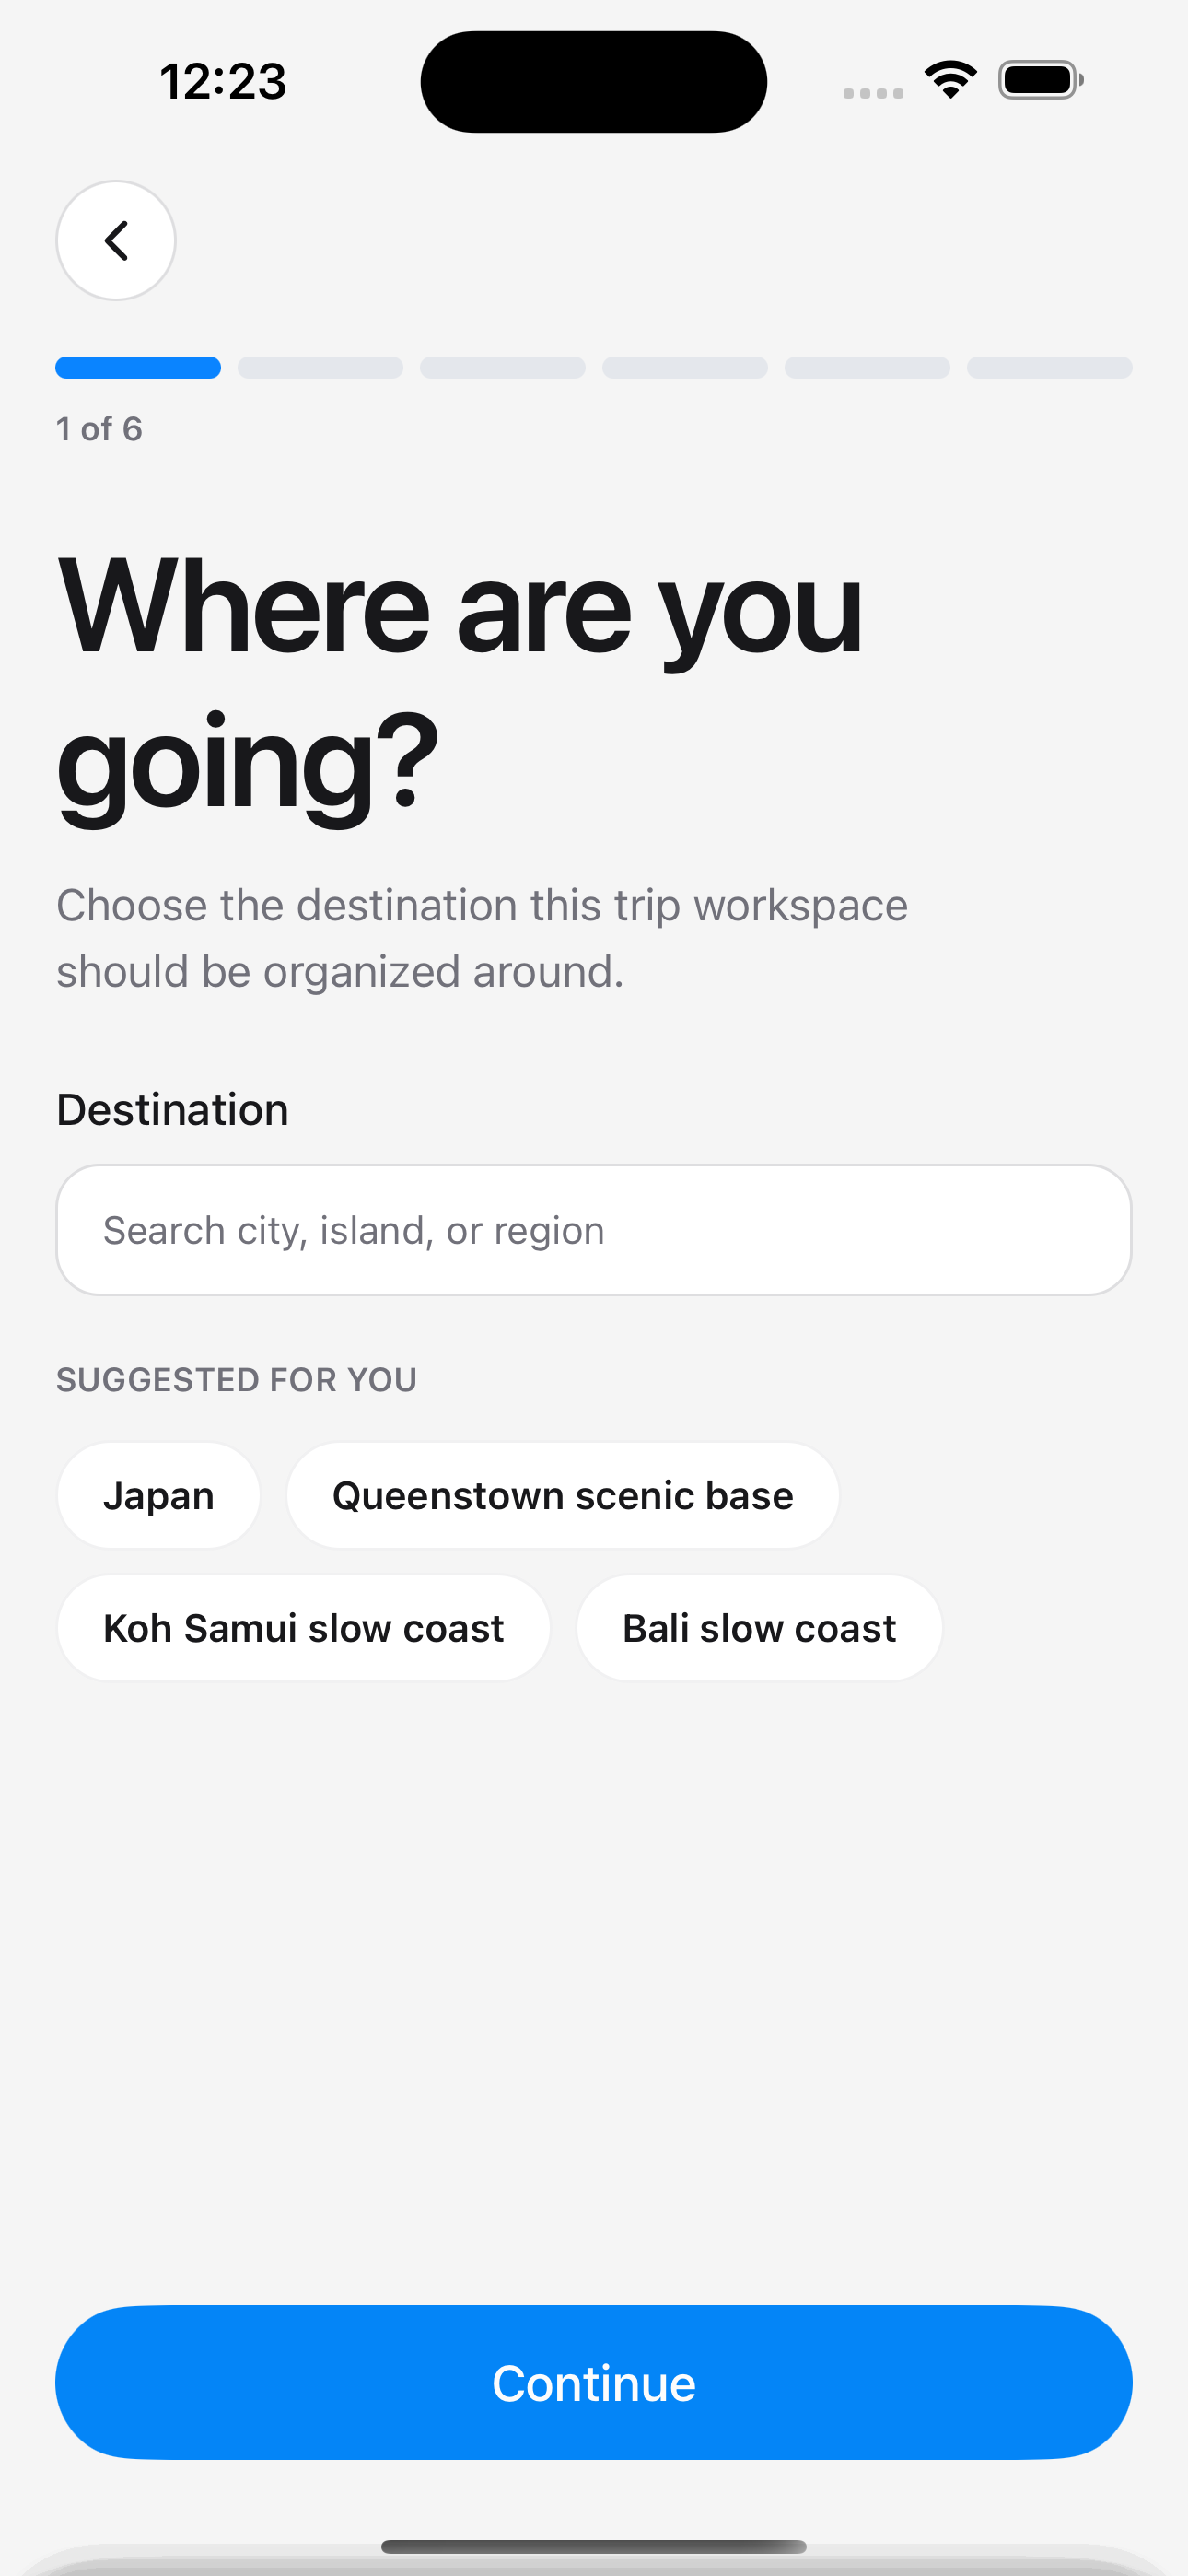 12:23
1 of 6
Where are you
going?
Choose the destination this trip workspace
should be organized around.
Destination
Search city, island, or region
SUGGESTED FOR YOU
Japan
Queenstown scenic base
Koh Samui slow coast
Bali slow coast
Continue